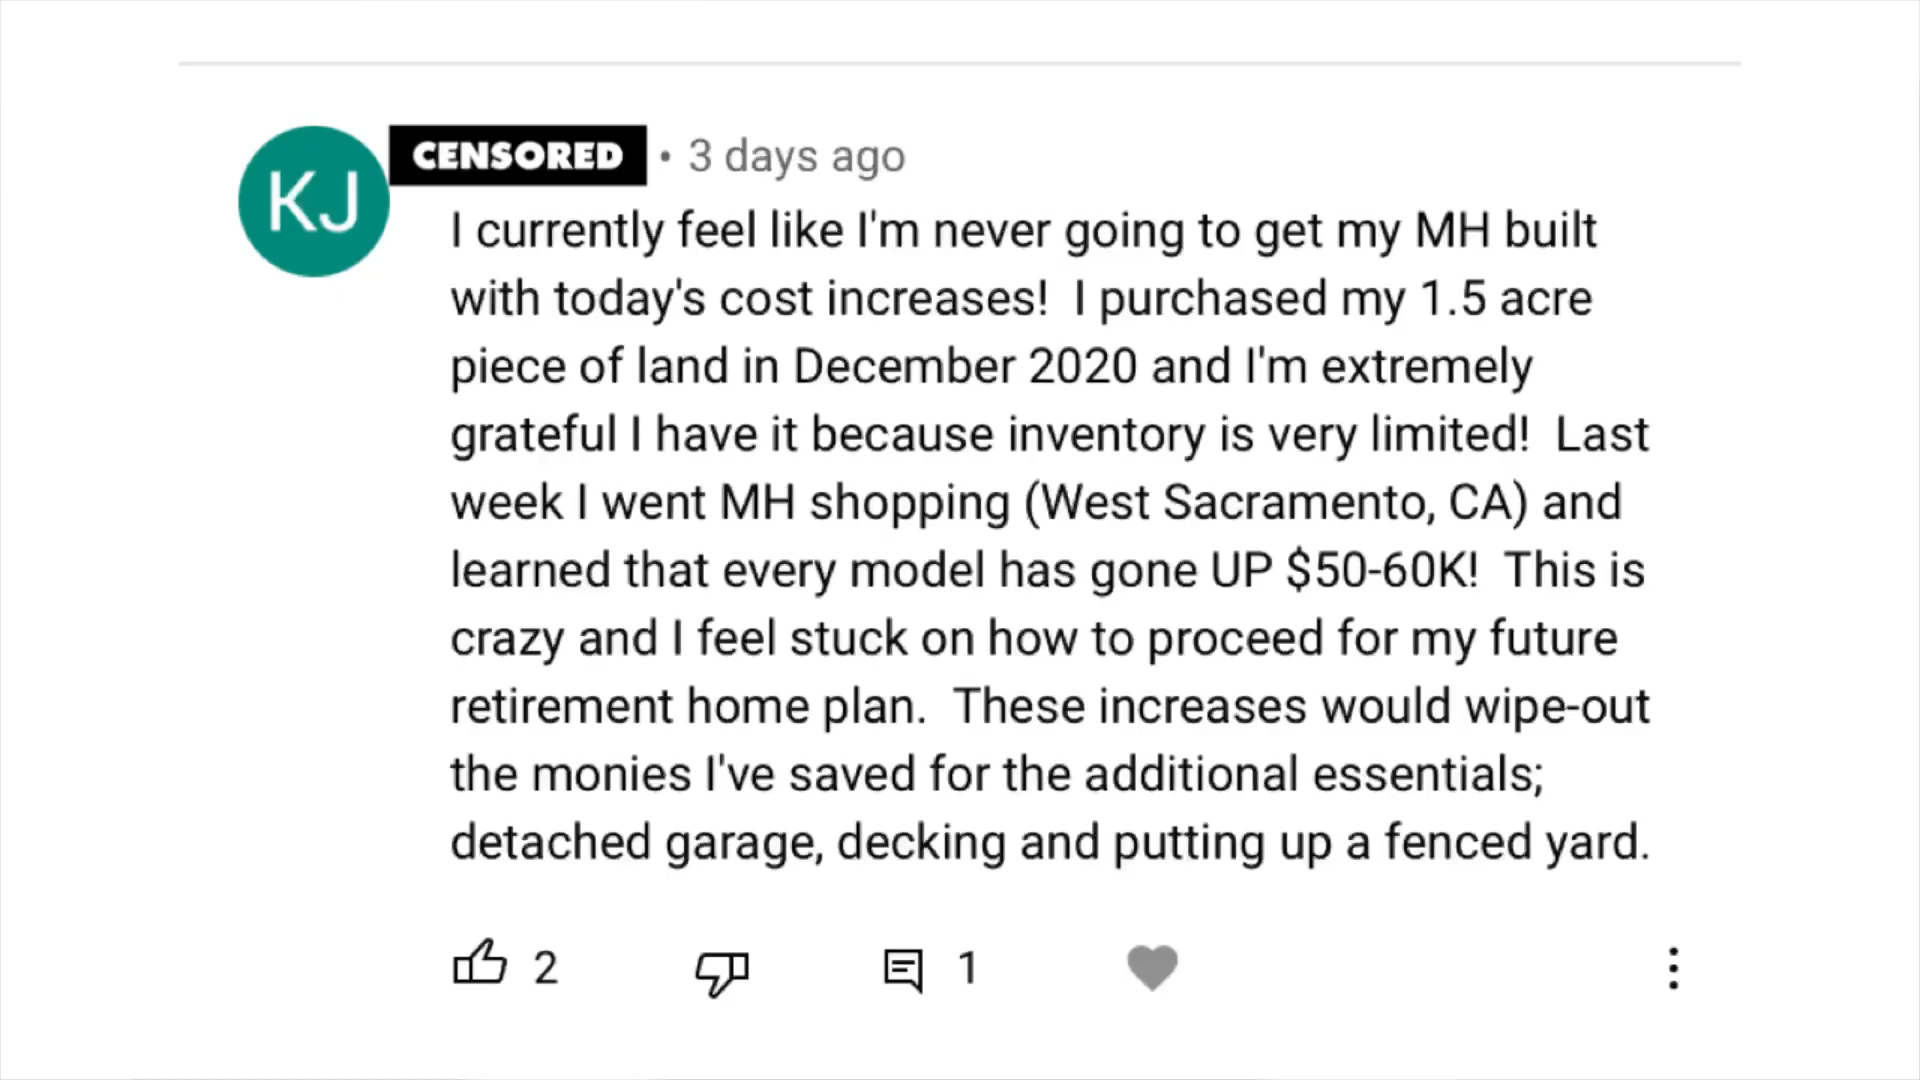 KJ
CENSORED • 3 days ago
I currently feel like I'm never going to get my MH built
with today's cost increases!  I purchased my 1.5 acre
piece of land in December 2020 and I'm extremely
grateful I have it because inventory is very limited!  Last
week I went MH shopping (West Sacramento, CA) and
learned that every model has gone UP $50-60K!  This is
crazy and I feel stuck on how to proceed for my future
retirement home plan.  These increases would wipe-out
the monies I've saved for the additional essentials;
detached garage, decking and putting up a fenced yard.
2 1